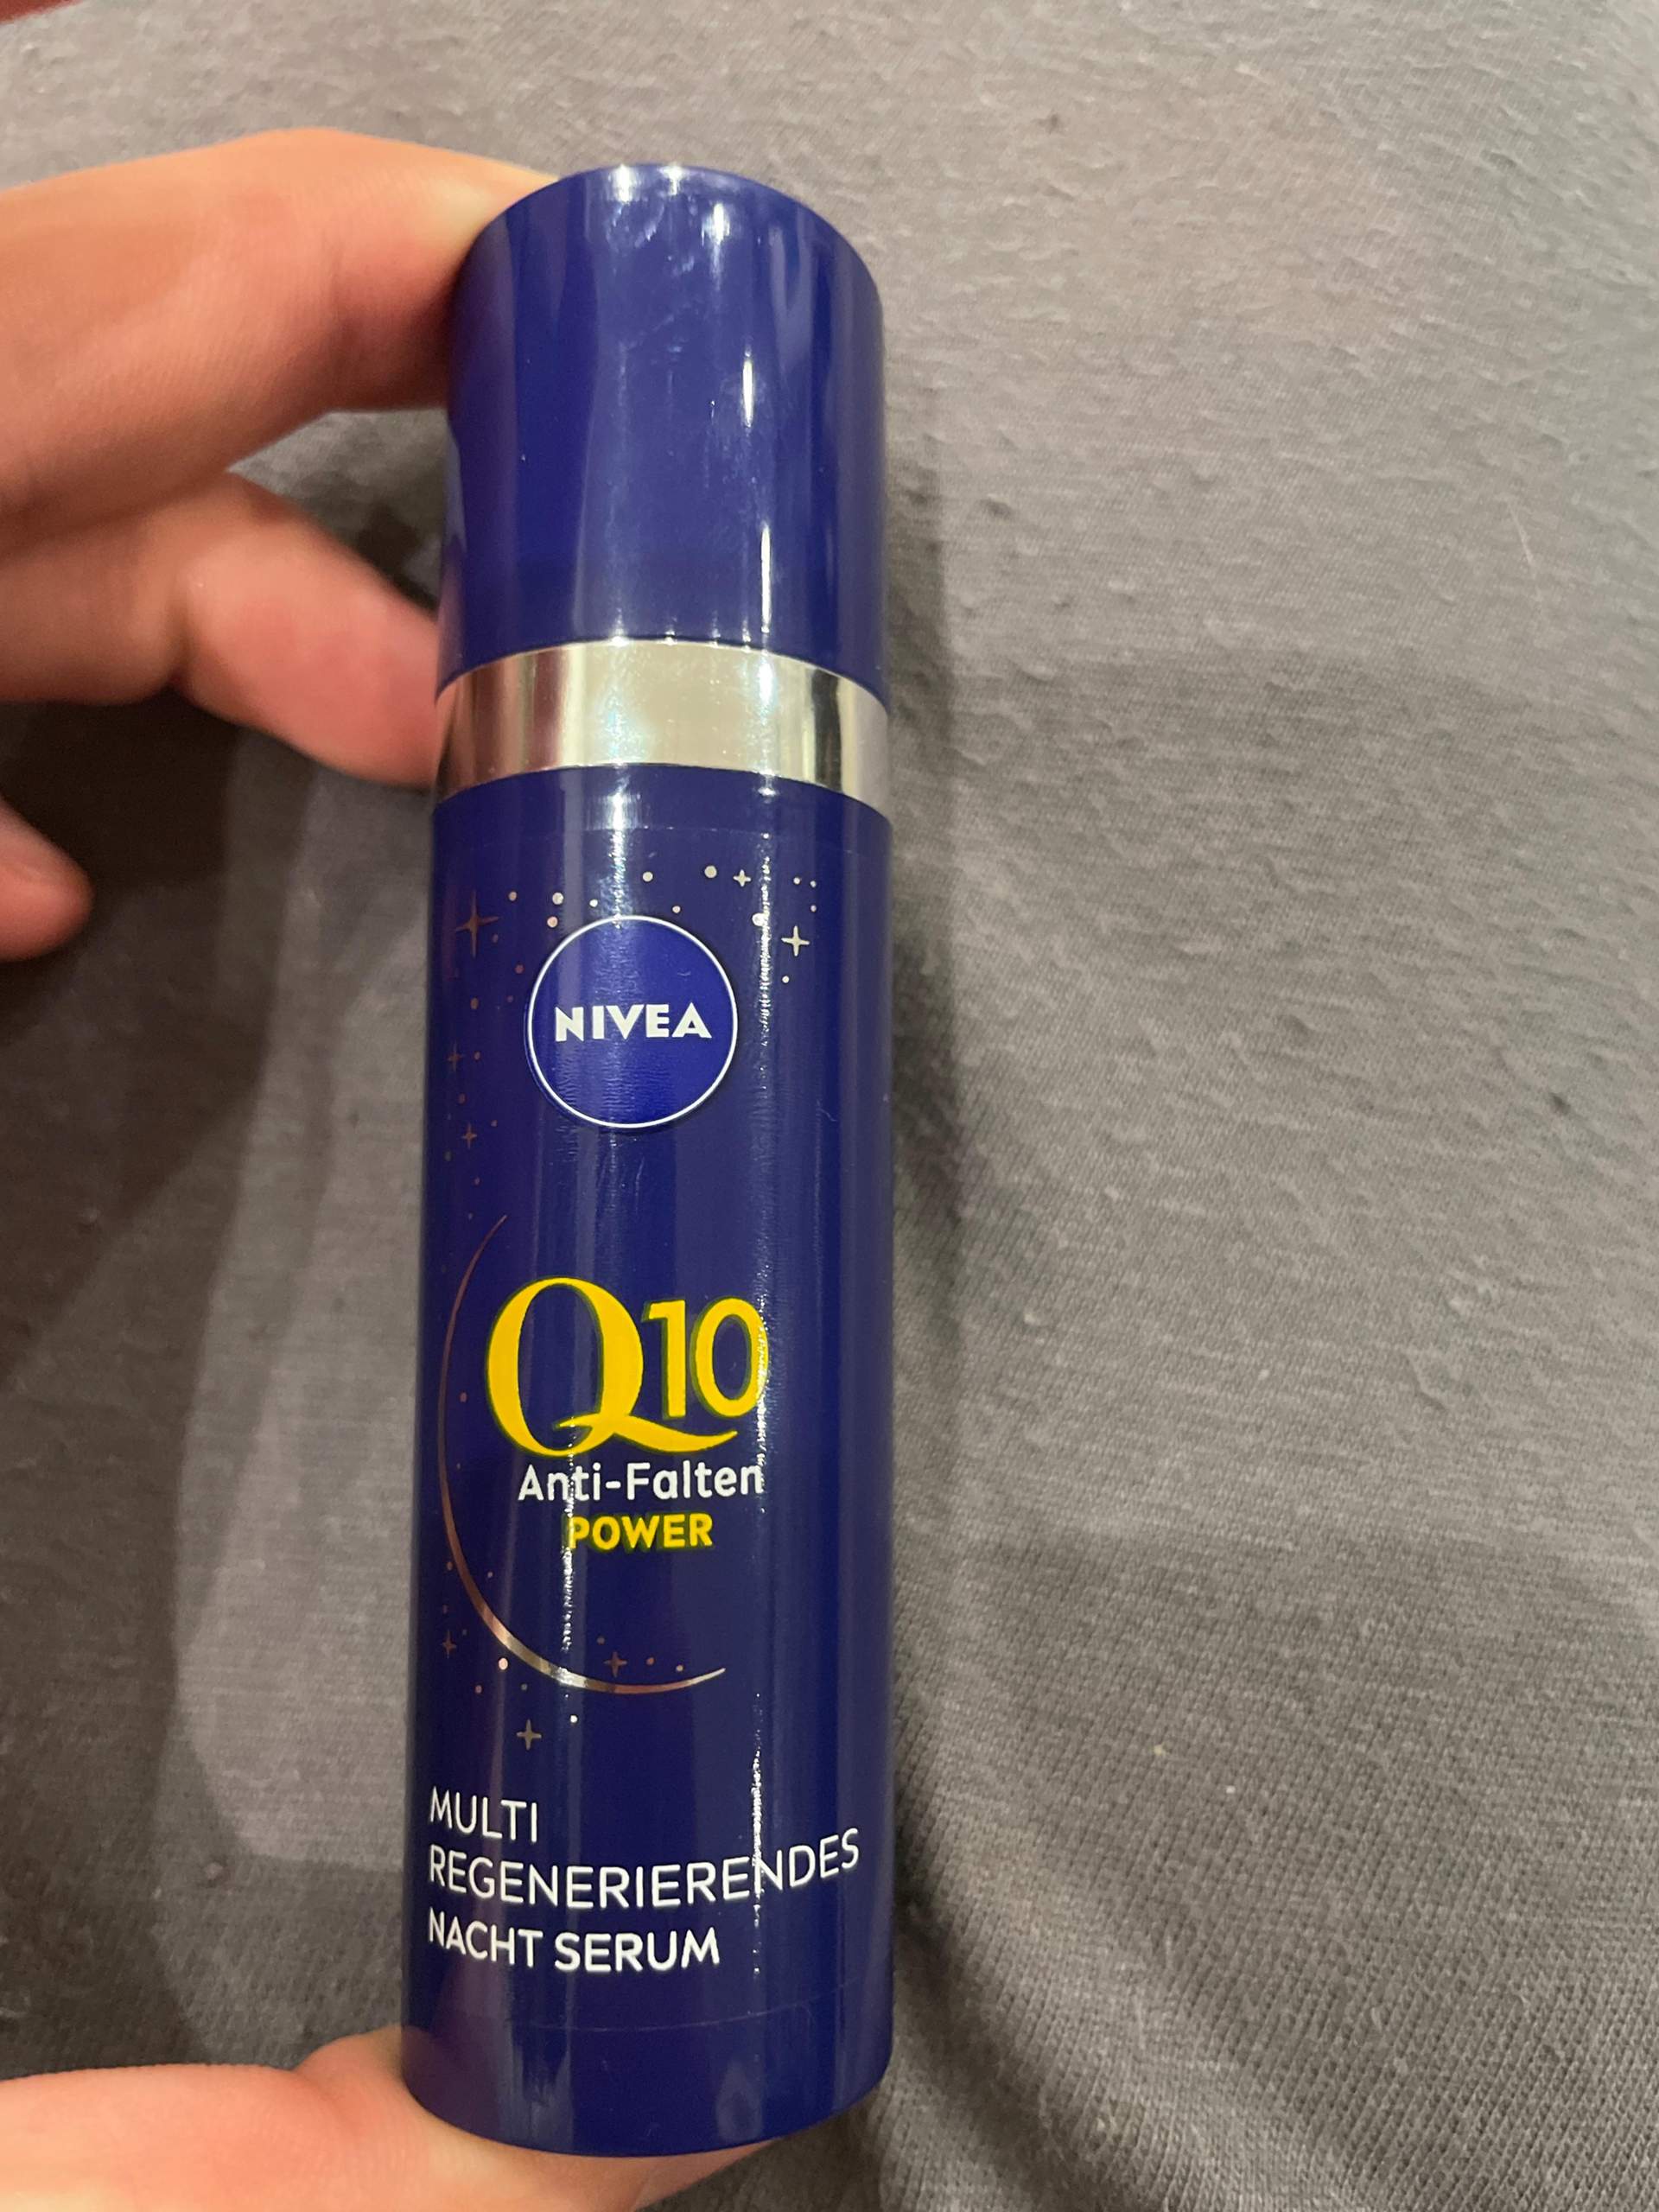 NIVEA
Q10
Anti-Falten
POWER
MULTI
REGENERIERENDES
NACHT SERUM